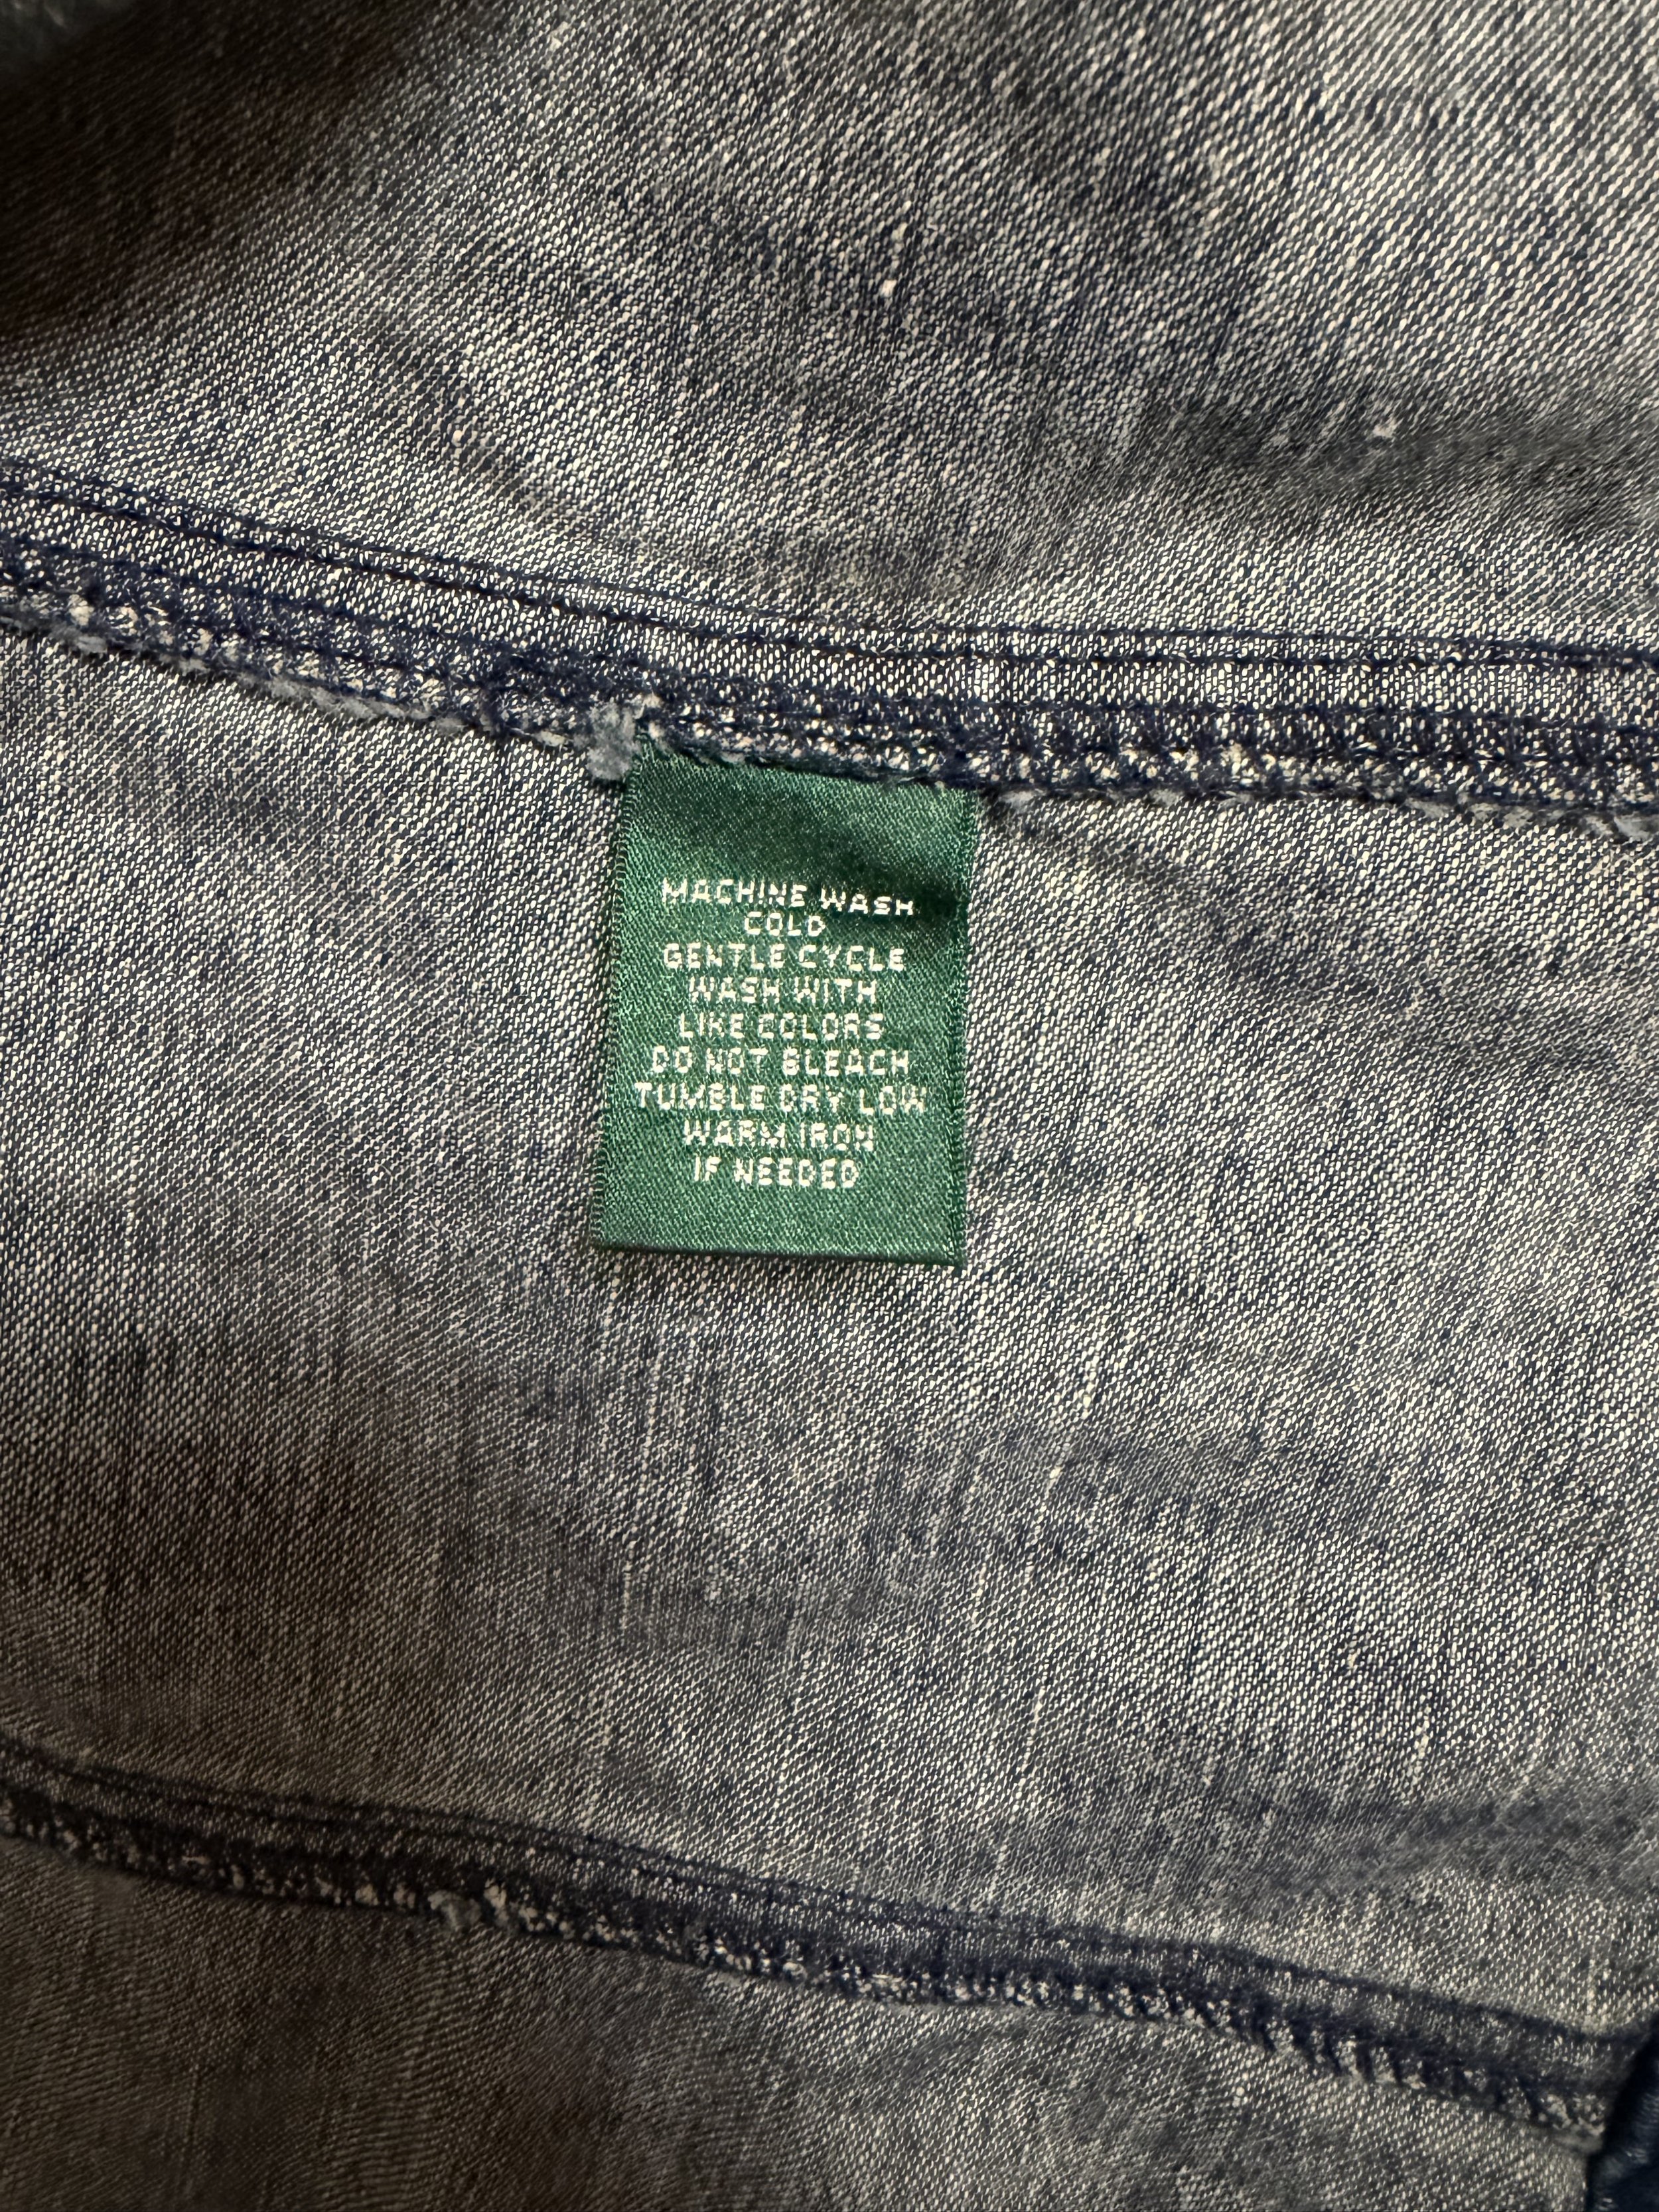 MACHINE WASH
COLD
GENTLE CYCLE
WASH WITH
LIKE COLORS
DO NOT BLEACH
TUMBLE DRY LOW
WARM IRON
IF NEEDED